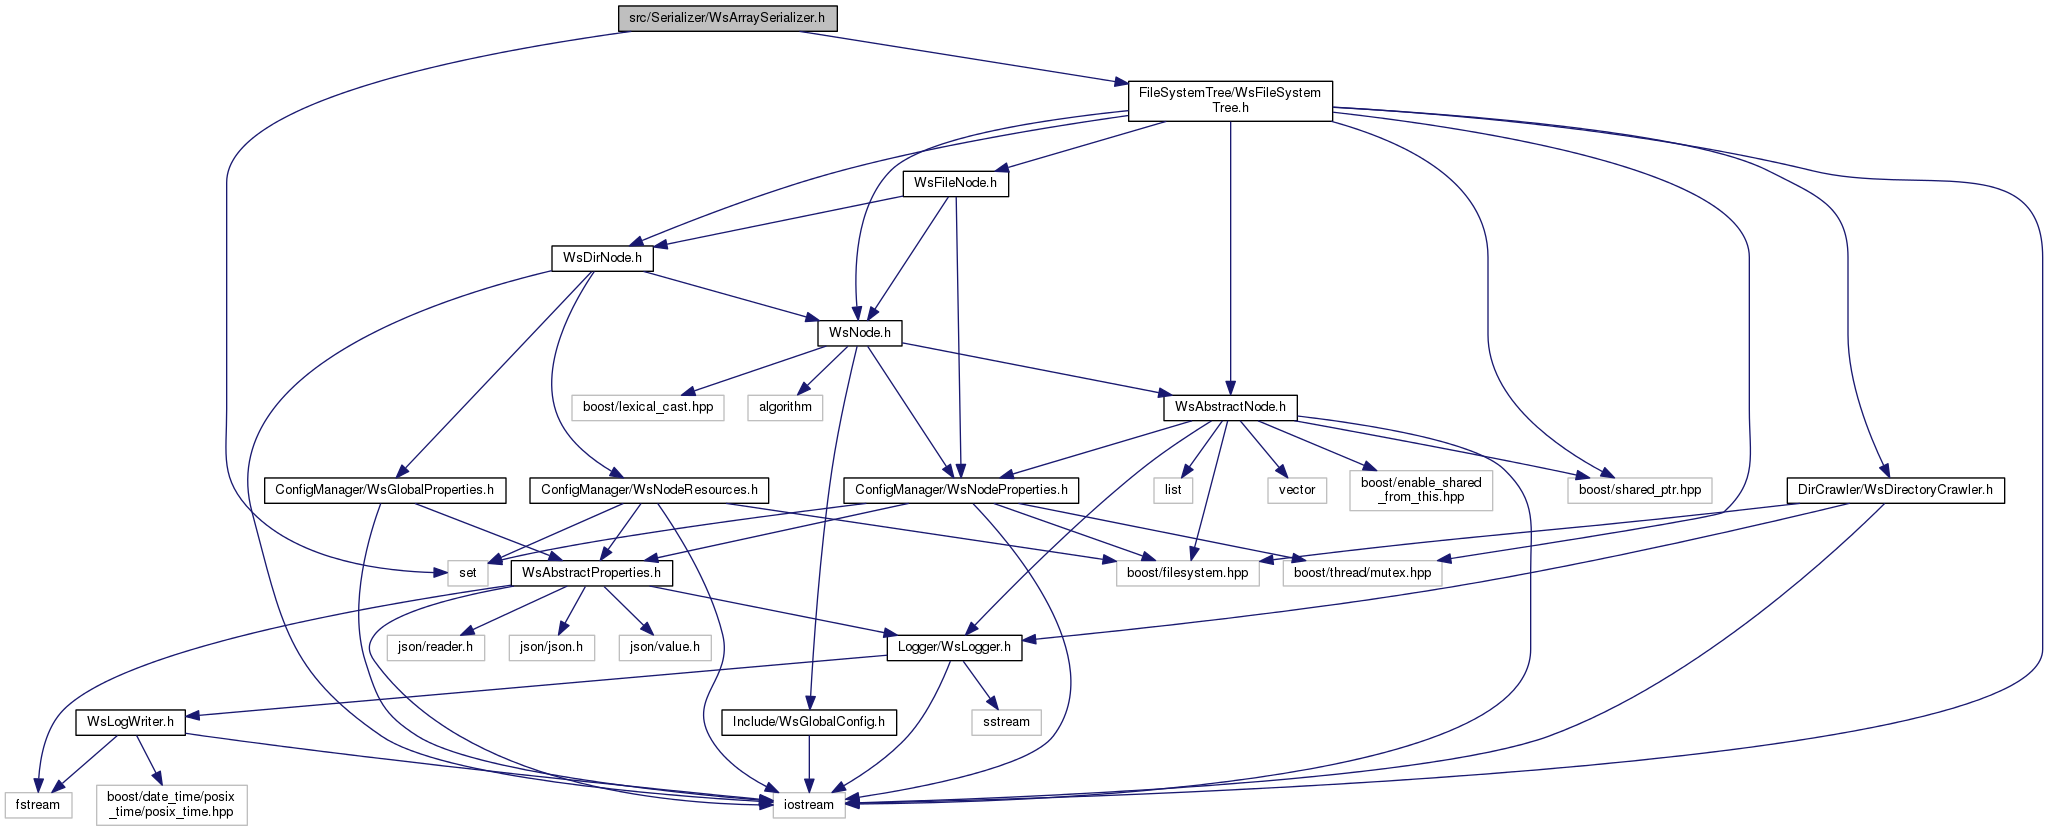 src/Serializer/WsArraySerializer.h
FileSystemTree/WsFileSystem
Tree.h
WsFileNode.h
WsDirNode.h
WsNode.h
boost/lexical_cast.hpp
algorithm
WsAbstractNode.h
ConfigManager/WsGlobalProperties.h
ConfigManager/WsNodeResources.h
ConfigManager/WsNodeProperties.h
list
vector
boost/enable_shared
_from_this.hpp
boost/shared_ptr.hpp
DirCrawler/WsDirectoryCrawler.h
set
WsAbstractProperties.h
boost/filesystem.hpp
boost/thread/mutex.hpp
json/reader.h
json/json.h
json/value.h
Logger/WsLogger.h
WsLogWriter.h
Include/WsGlobalConfig.h
sstream
fstream
boost/date_time/posix
_time/posix_time.hpp
iostream